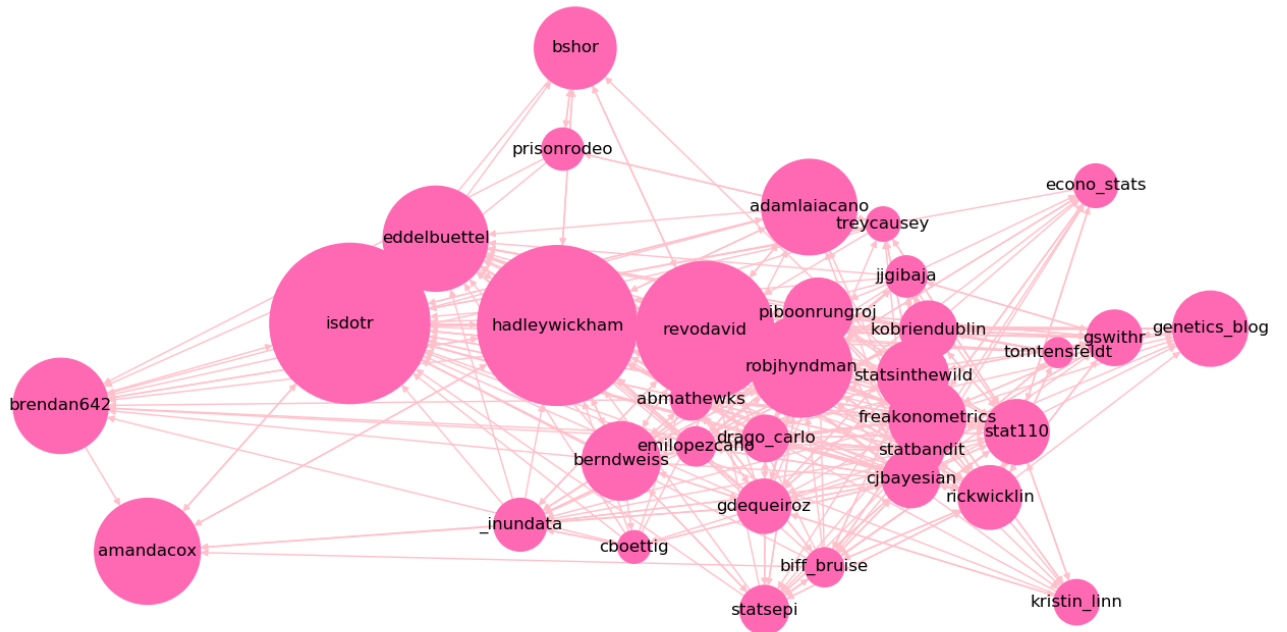 bshor
prisonrodeo
econo_stats
adamlaiacano
treycausey
eddelbuettel
jjgibaja
piboonrungroj
isdotr
hadleywickham
revodavid
kobriendublin
genetics_blog
gswithr
tomtensfeldt
robjhyndman
statsinthewild
abmathewks
brendan642
freakonometrics
stat110
drago_carlo
emilopezcano
statbandit
berndweiss
cjbayesian
rickwicklin
gdequeiroz
_inundata
cboettig
amandacox
biff_bruise
kristin_linn
statsepi